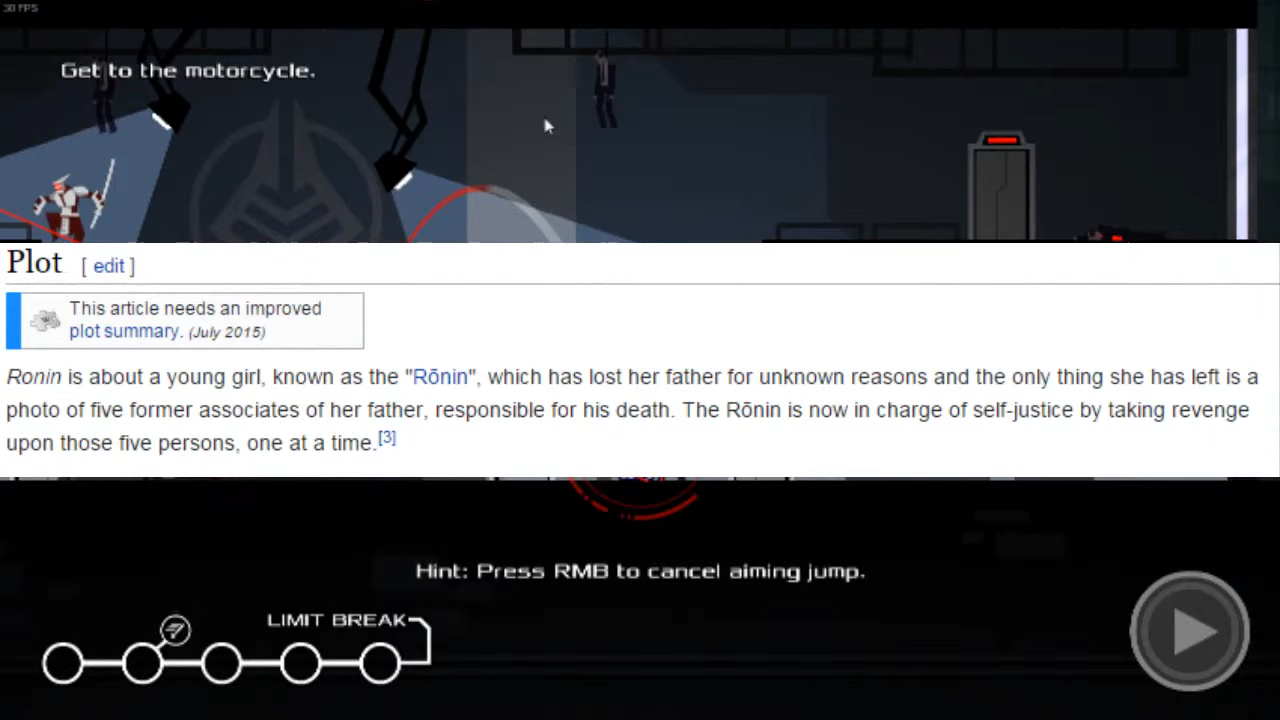 30 FPS
Get to the motorcycle.
Plot [ edit ]
This article needs an improved
plot summary. (July 2015)
Ronin is about a young girl, known as the "Rōnin", which has lost her father for unknown reasons and the only thing she has left is a
photo of five former associates of her father, responsible for his death. The Rōnin is now in charge of self-justice by taking revenge
upon those five persons, one at a time.[3]
Hint: Press RMB to cancel aiming jump.
LIMIT BREAK